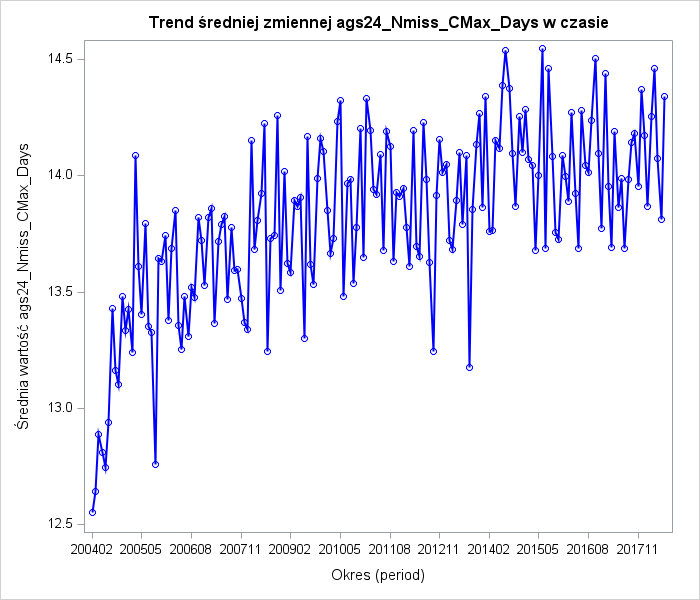 Trend średniej zmiennej ags24_Nmiss_CMax_Days w czasie
Średnia wartość ags24_Nmiss_CMax_Days
14.5
14.0
13.5
13.0
12.5
200402 200505 200608 200711 200902 201005 201108 201211 201402 201505 201608 201711
Okres (period)